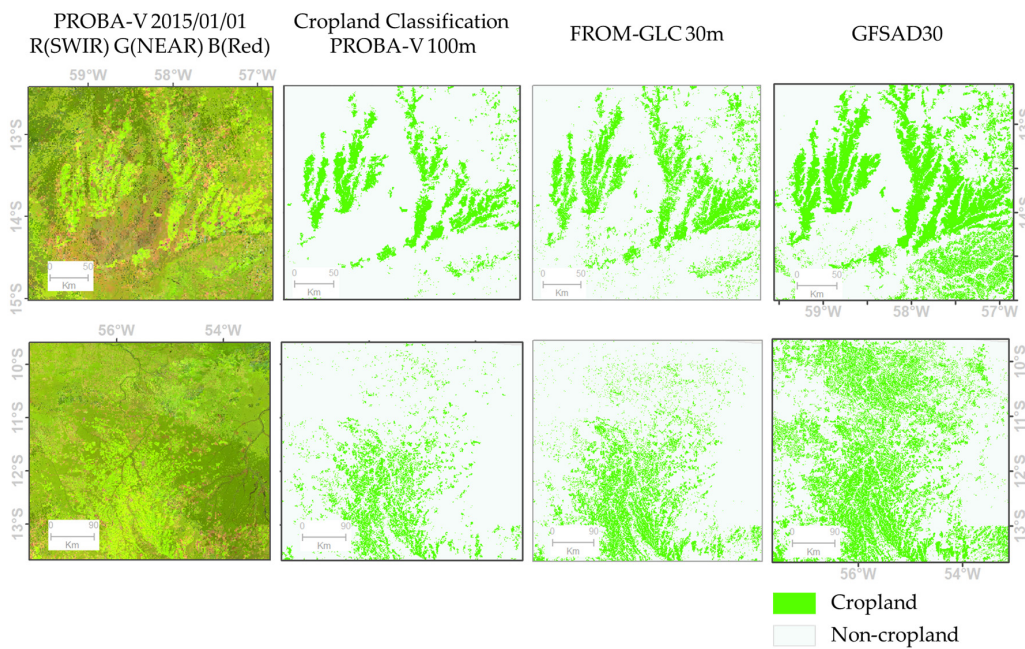 PROBA-V 2015/01/01
R(SWIR) G(NEAR) B(Red)
Cropland Classification
PROBA-V 100m
FROM-GLC 30m
GFSAD30
59°W 58°W 57°W
13°S
14°S
15°S
0 50
Km
0 50
Km
0 50
Km
0 50
Km
13°S
14°S
59°W 58°W 57°W
56°W 54°W
10°S
11°S
12°S
13°S
0 90
Km
0 90
Km
0 90
Km
0 90
Km
10°S
11°S
12°S
13°S
56°W 54°W
Cropland
Non-cropland